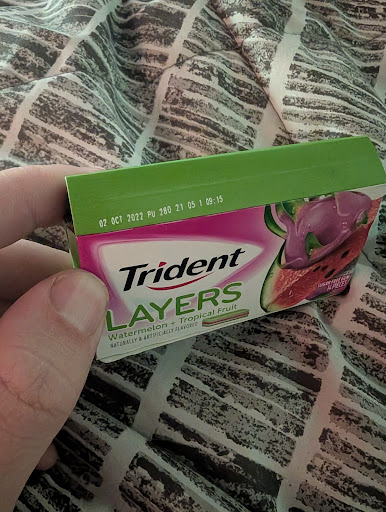 02 OCT 2022 PU 280 21 05 1 09:15
Trident
LAYERS
Watermelon + Tropical Fruit
NATURALLY & ARTIFICIALLY FLAVORED